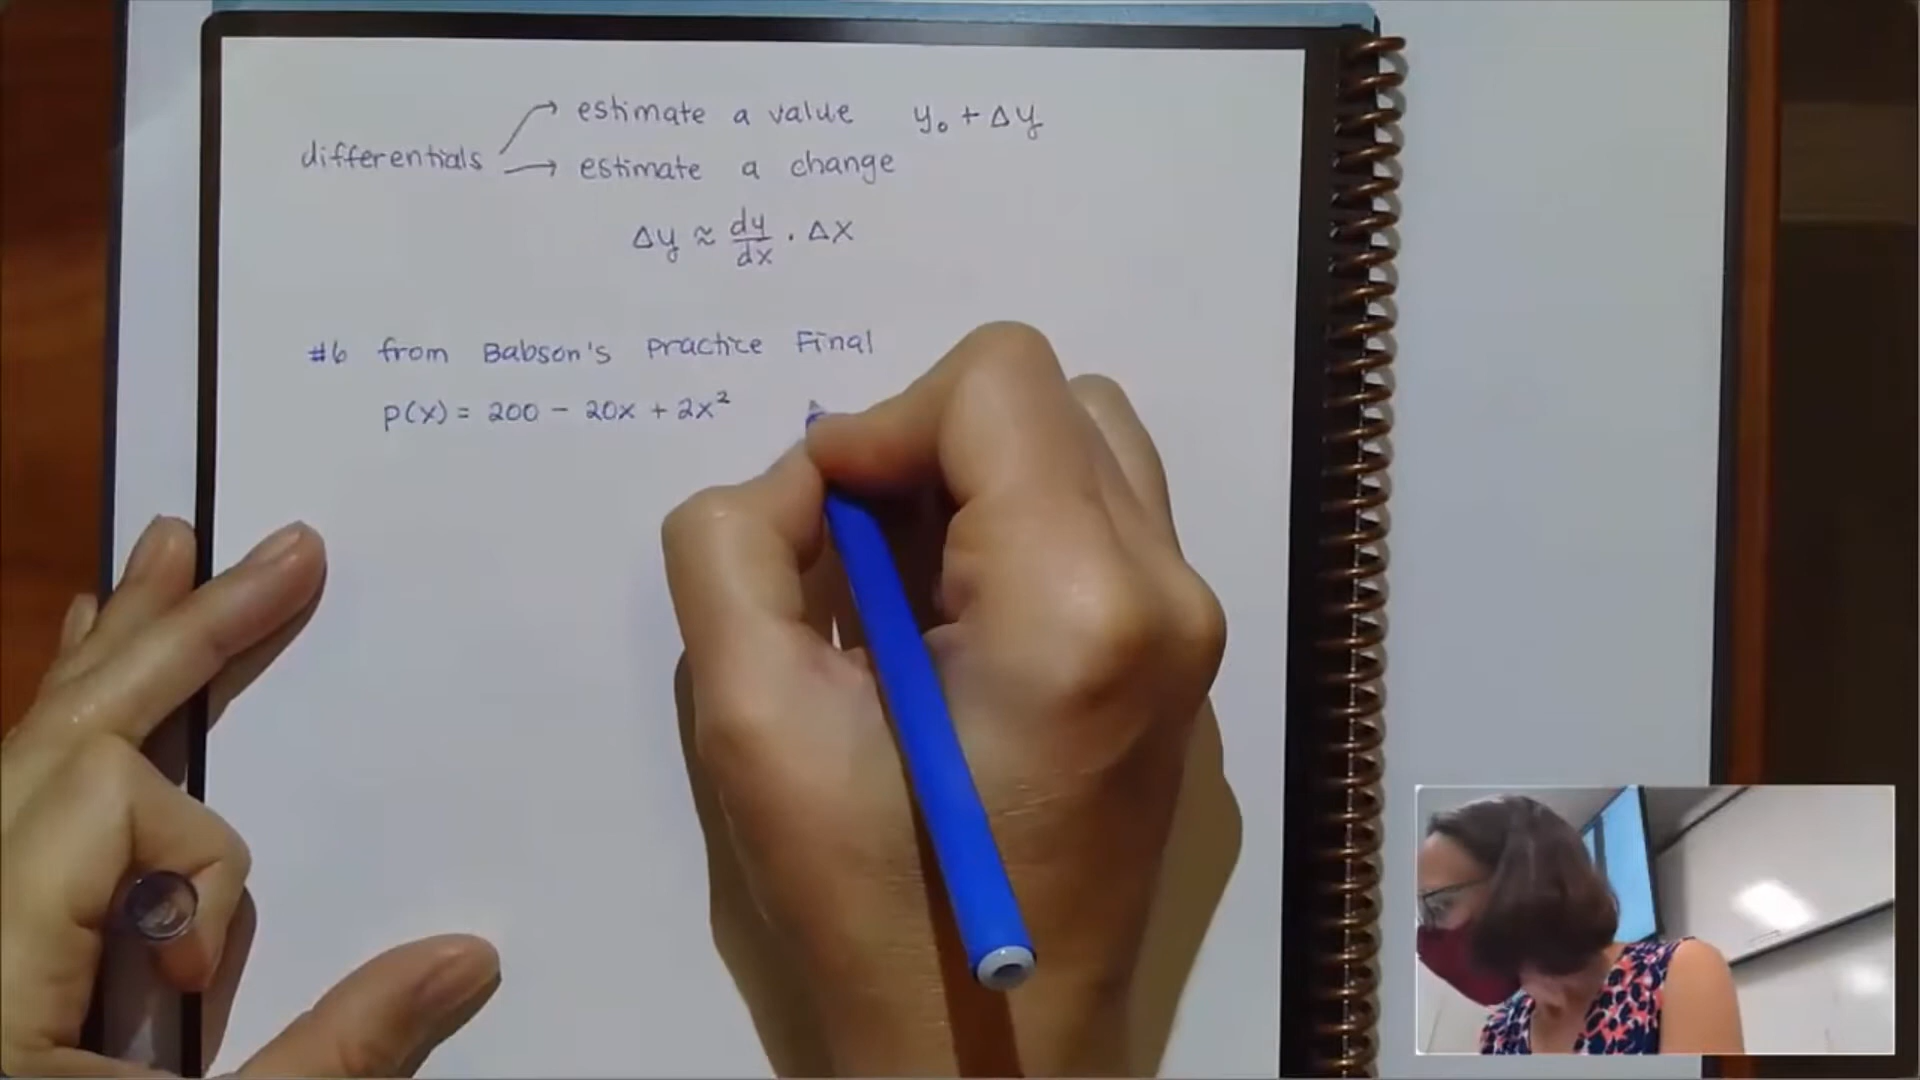 estimate a value y₀ + Δy
differentials
estimate a change
Δy ≈ dy/dx · Δx
#6 from Babson's Practice Final
p(x) = 200 − 20x + 2x²